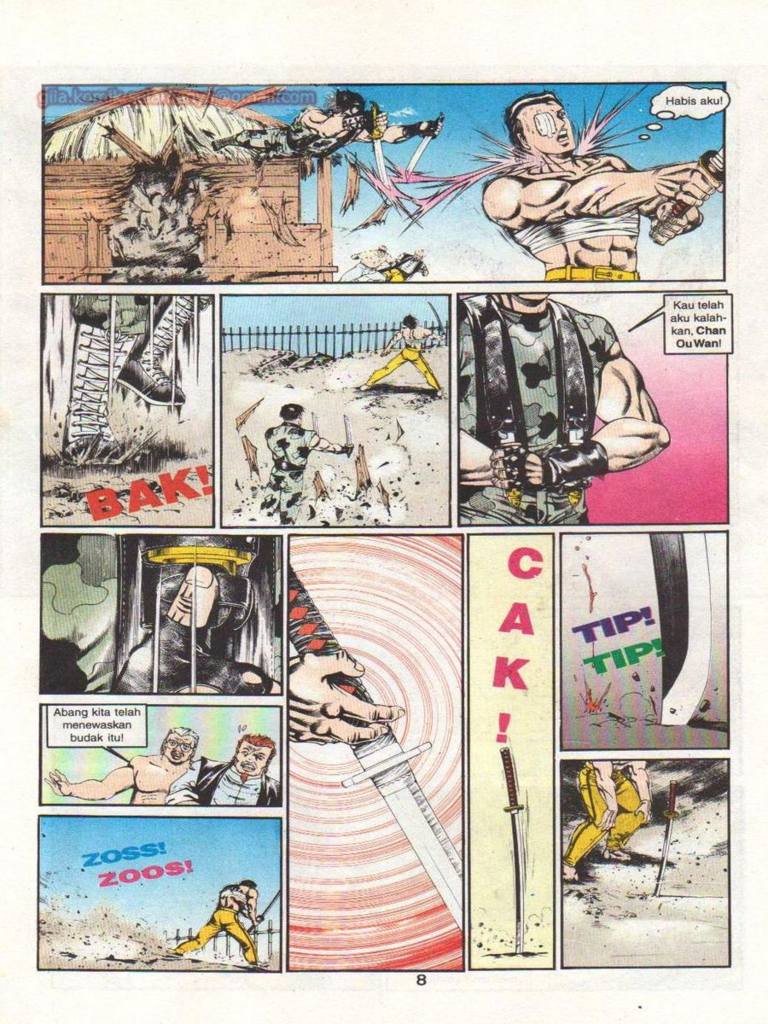 Habis aku!
Kau telah
aku kalah-
kan, Chan
Ou Wan!
BAK!
CAK!
TIP!
TIP!
Abang kita telah
menewaskan
budak itu!
ZOSS!
ZOOS!
8